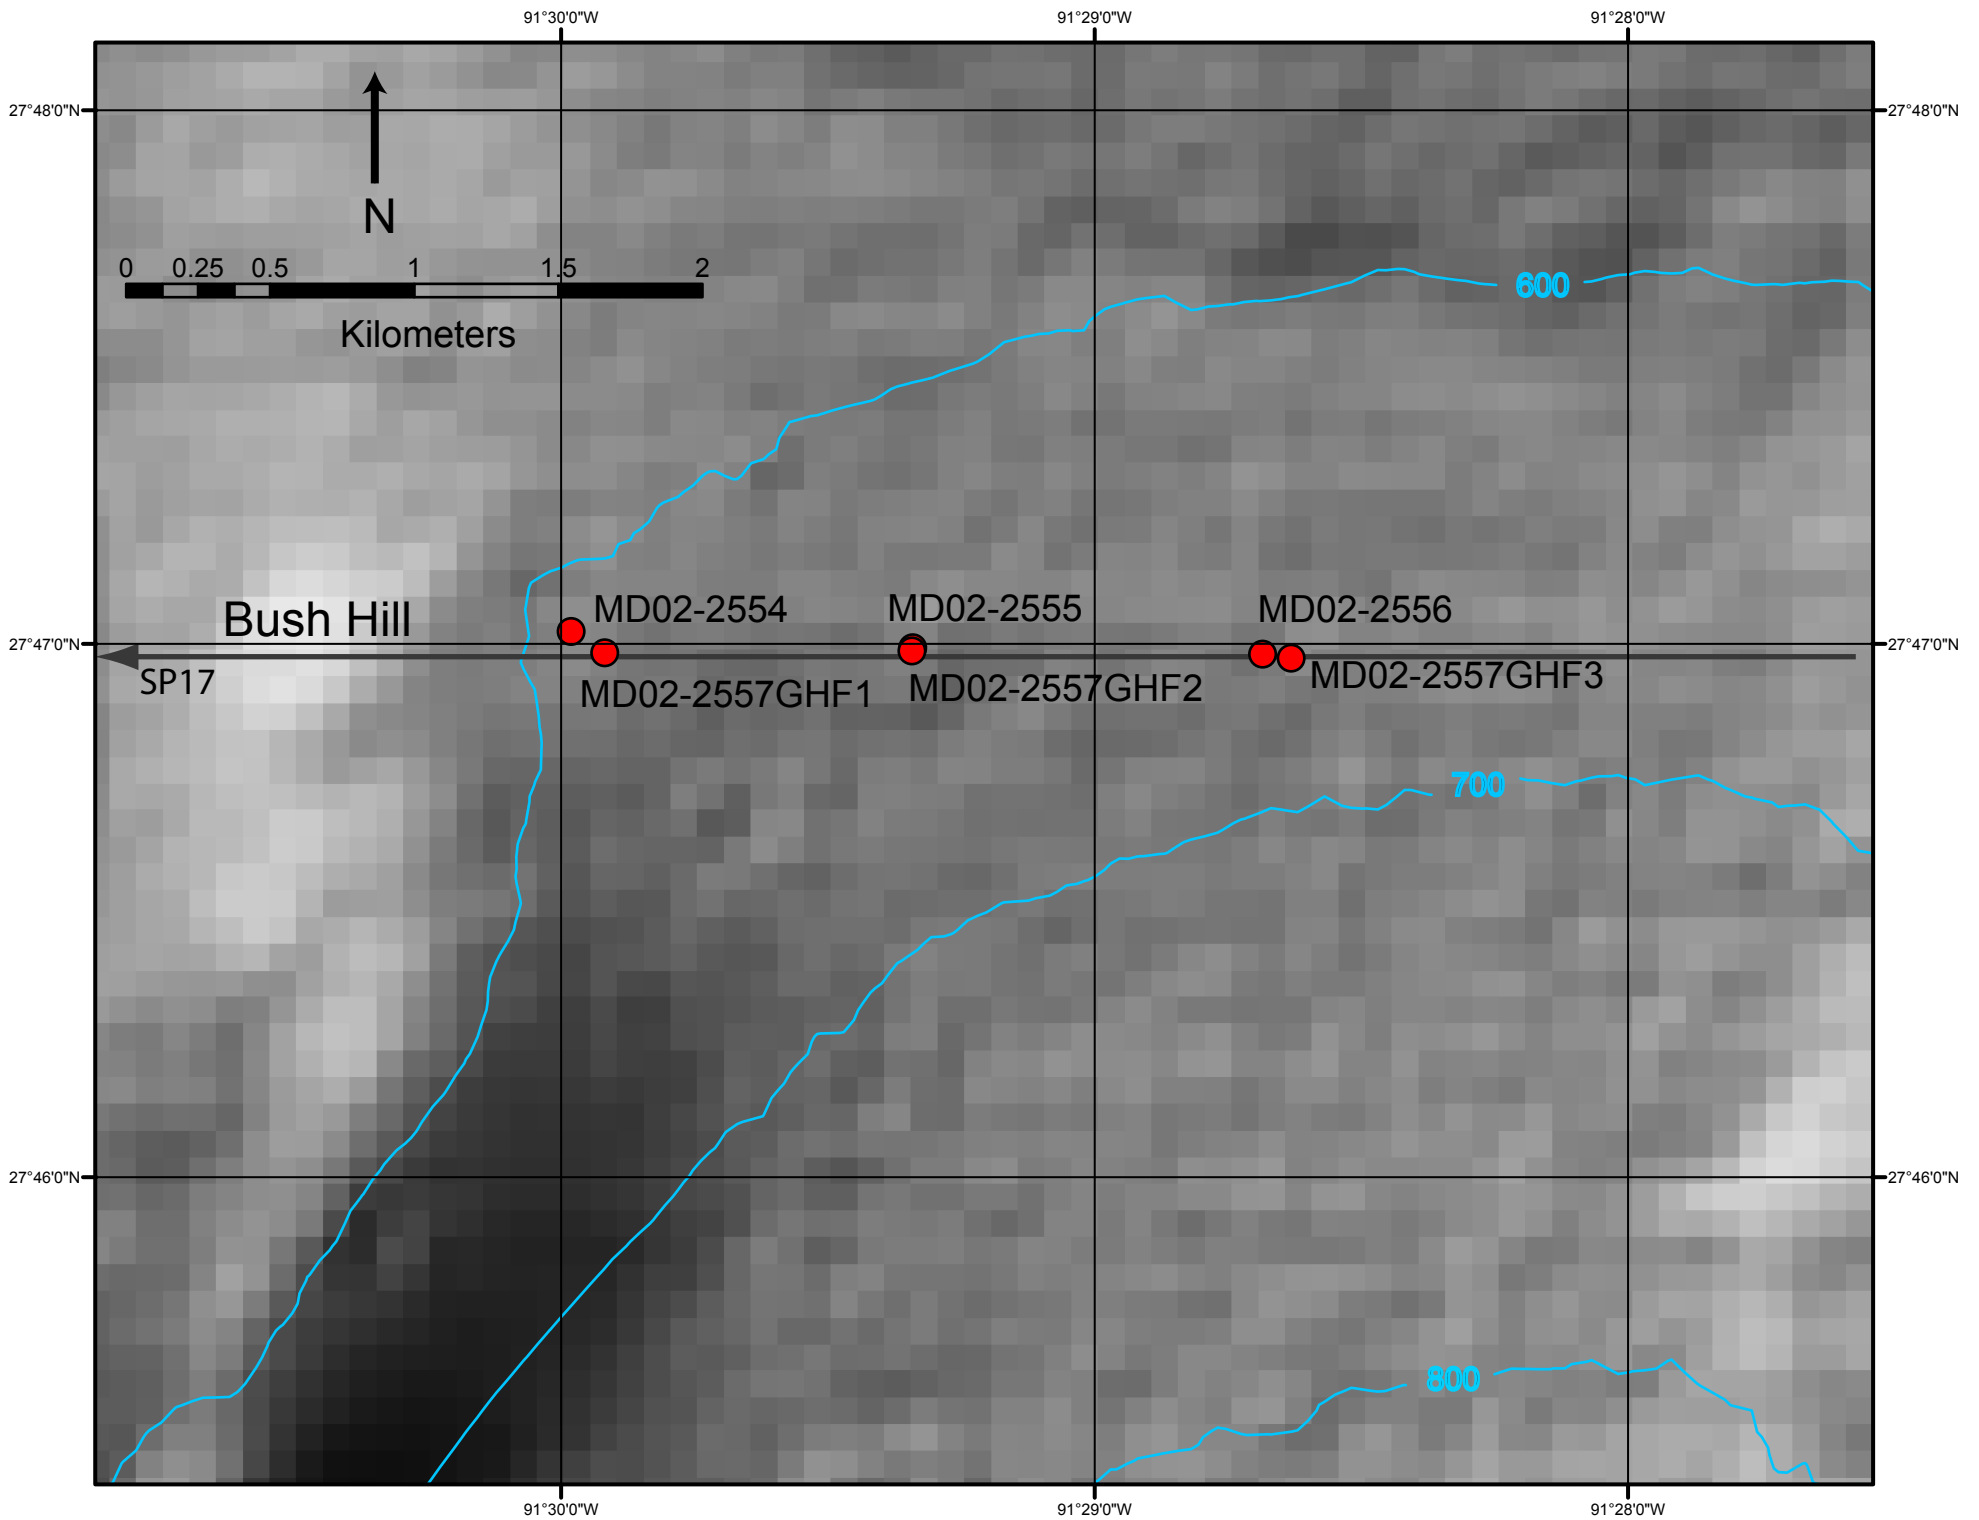 91°30'0"W 91°29'0"W 91°28'0"W
27°48'0"N 27°48'0"N
N
0 0.25 0.5 1 1.5 2
Kilometers
600
MD02-2554 MD02-2555 MD02-2556
Bush Hill
27°47'0"N 27°47'0"N
SP17
MD02-2557GHF1 MD02-2557GHF2 MD02-2557GHF3
700
27°46'0"N 27°46'0"N
800
91°30'0"W 91°29'0"W 91°28'0"W